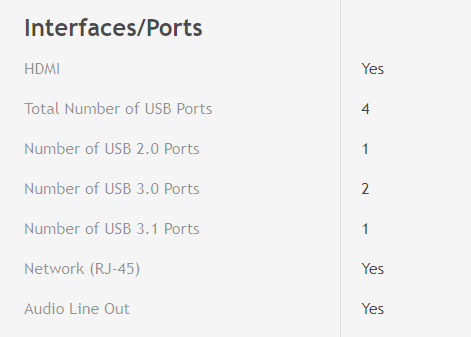 Interfaces/Ports
HDMI Yes
Total Number of USB Ports 4
Number of USB 2.0 Ports 1
Number of USB 3.0 Ports 2
Number of USB 3.1 Ports 1
Network (RJ-45) Yes
Audio Line Out Yes